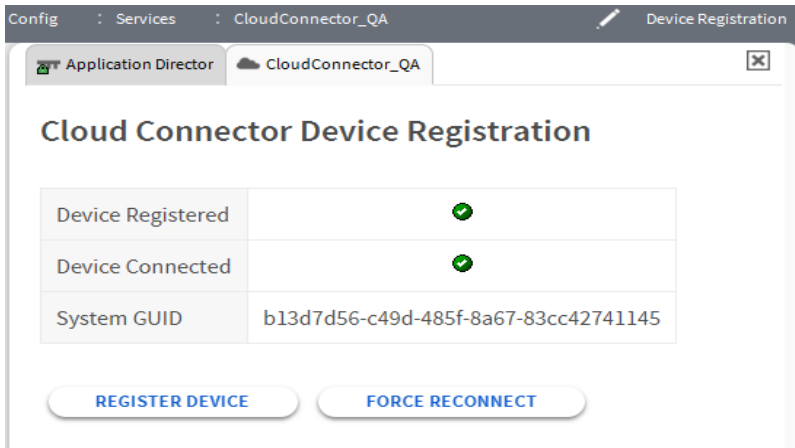 Config : Services : CloudConnector_QA Device Registration
Application Director CloudConnector_QA
Cloud Connector Device Registration
Device Registered
Device Connected
System GUID b13d7d56-c49d-485f-8a67-83cc42741145
REGISTER DEVICE FORCE RECONNECT